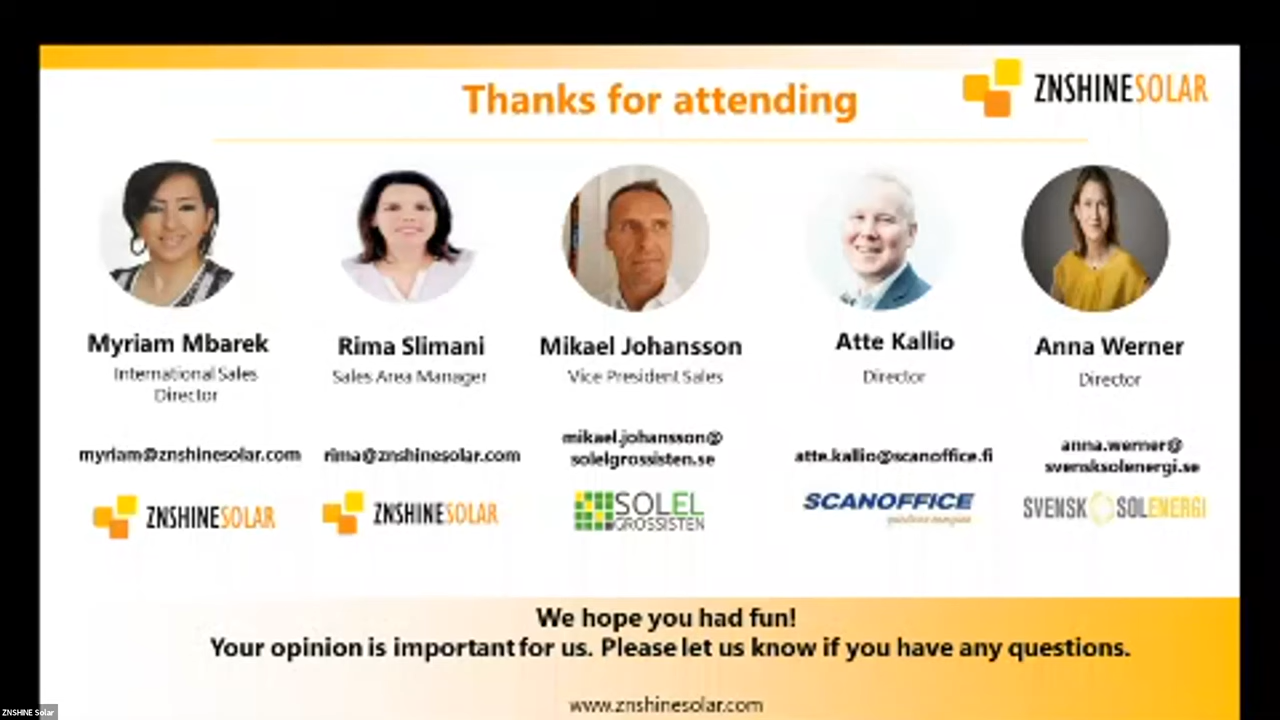 Thanks for attending
ZNSHINESOLAR
Myriam Mbarek
International Sales
Director
myriam@znshinesolar.com
ZNSHINESOLAR
Rima Slimani
Sales Area Manager
rima@znshinesolar.com
ZNSHINESOLAR
Mikael Johansson
Vice President Sales
mikael.johansson@
solelgrossisten.se
SOLEL
GROSSISTEN
Atte Kallio
Director
atte.kallio@scanoffice.fi
SCANOFFICE
Anna Werner
Director
anna.werner@
svensksolenergi.se
SVENSK SOLENERGI
We hope you had fun!
Your opinion is important for us. Please let us know if you have any questions.
www.znshinesolar.com
ZNSHINE Solar